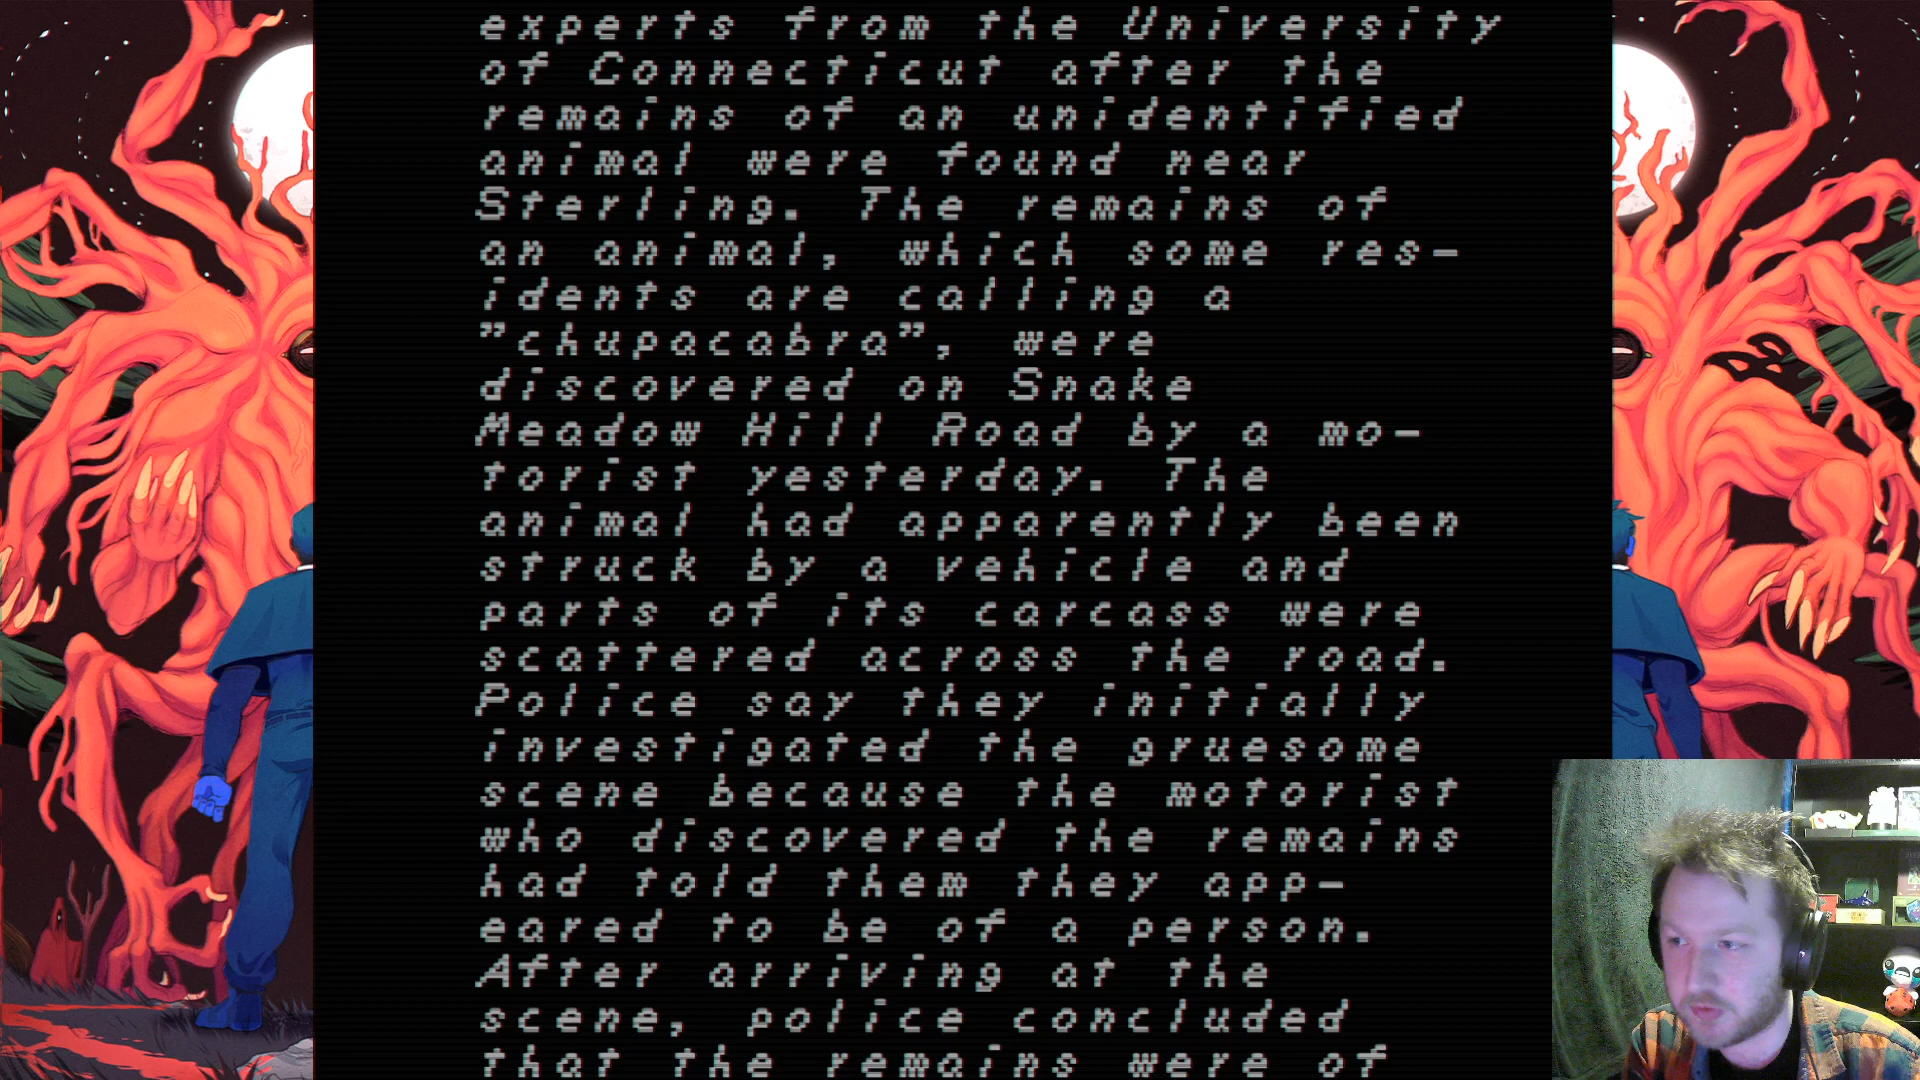 experts from the University
of Connecticut after the
remains of an unidentified
animal were found near
Sterling. The remains of
an animal, which some res-
idents are calling a
"chupacabra", were
discovered on Snake
Meadow Hill Road by a mo-
torist yesterday. The
animal had apparently been
struck by a vehicle and
parts of its carcass were
scattered across the road.
Police say they initially
investigated the gruesome
scene because the motorist
who discovered the remains
had told them they app-
eared to be of a person.
After arriving at the
scene, police concluded
that the remains were of